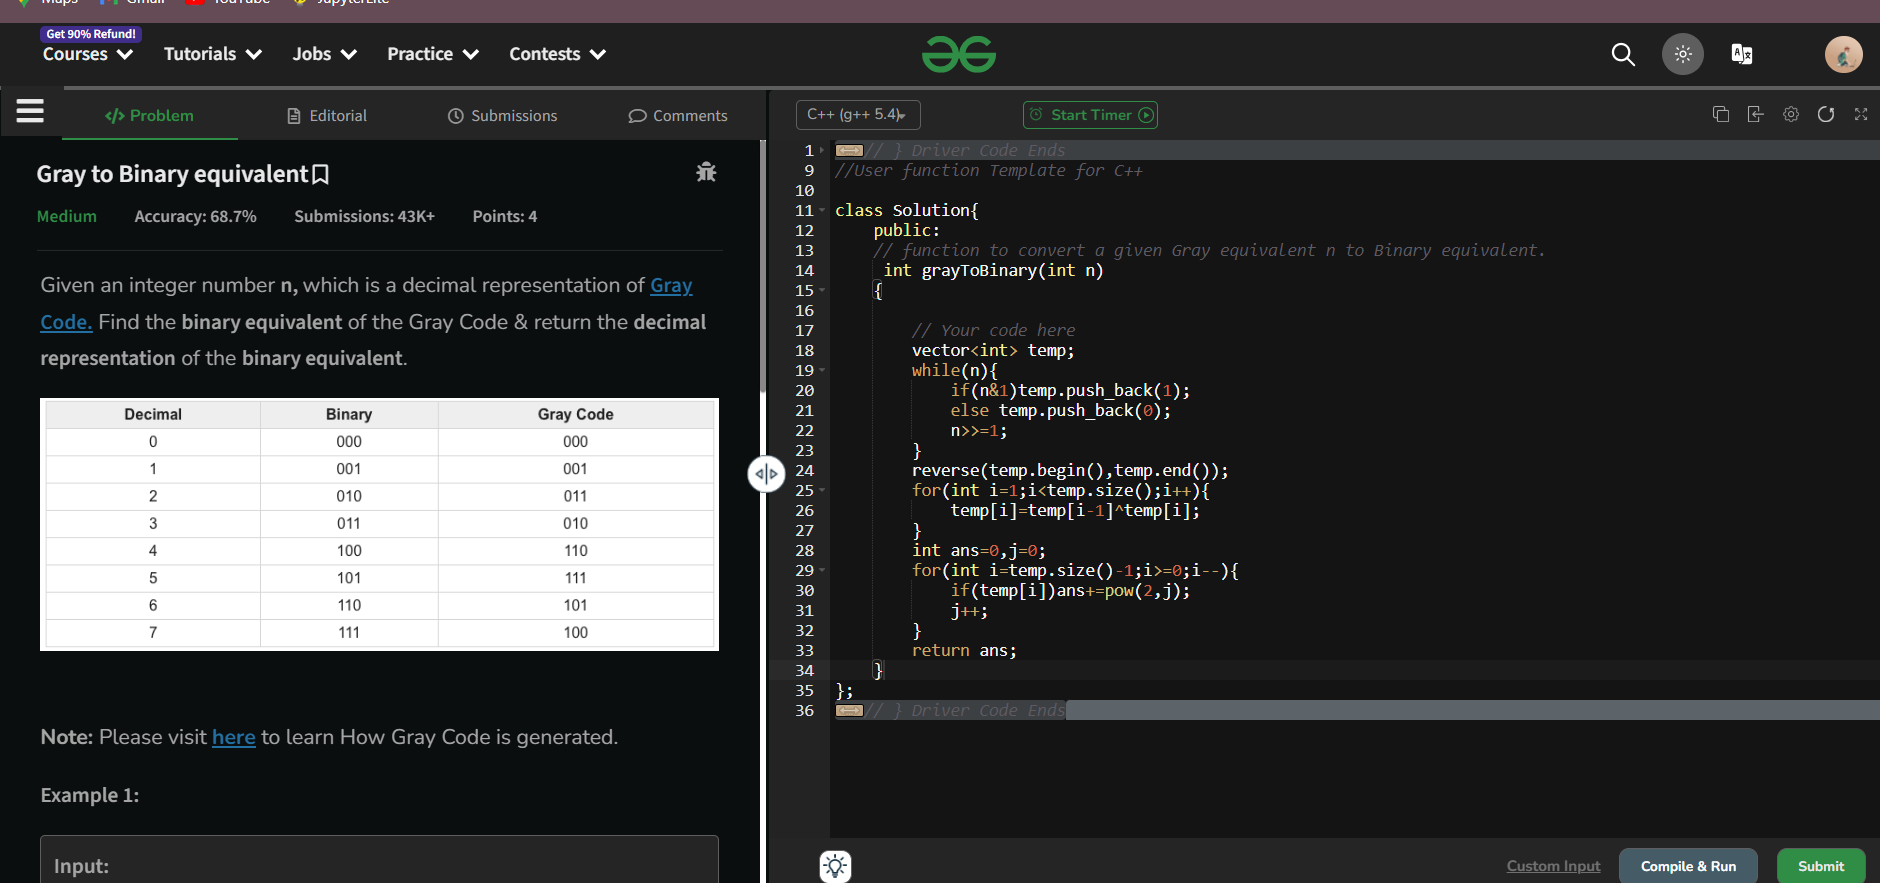 Maps Gmail YouTube JupyterLite
Get 90% Refund!
Courses Tutorials Jobs Practice Contests
</> Problem Editorial Submissions Comments
C++ (g++ 5.4) Start Timer
Gray to Binary equivalent
Medium Accuracy: 68.7% Submissions: 43K+ Points: 4
Given an integer number n, which is a decimal representation of Gray
Code. Find the binary equivalent of the Gray Code & return the decimal
representation of the binary equivalent.
Decimal Binary Gray Code
0 000 000
1 001 001
2 010 011
3 011 010
4 100 110
5 101 111
6 110 101
7 111 100
Note: Please visit here to learn How Gray Code is generated.
Example 1:
Input:
1 // } Driver Code Ends
9 //User function Template for C++
10
11 class Solution{
12 public:
13 // function to convert a given Gray equivalent n to Binary equivalent.
14 int grayToBinary(int n)
15 {
16
17 // Your code here
18 vector<int> temp;
19 while(n){
20 if(n&1)temp.push_back(1);
21 else temp.push_back(0);
22 n>>=1;
23 }
24 reverse(temp.begin(),temp.end());
25 for(int i=1;i<temp.size();i++){
26 temp[i]=temp[i-1]^temp[i];
27 }
28 int ans=0,j=0;
29 for(int i=temp.size()-1;i>=0;i--){
30 if(temp[i])ans+=pow(2,j);
31 j++;
32 }
33 return ans;
34 }
35 };
36 // } Driver Code Ends
Custom Input Compile & Run Submit